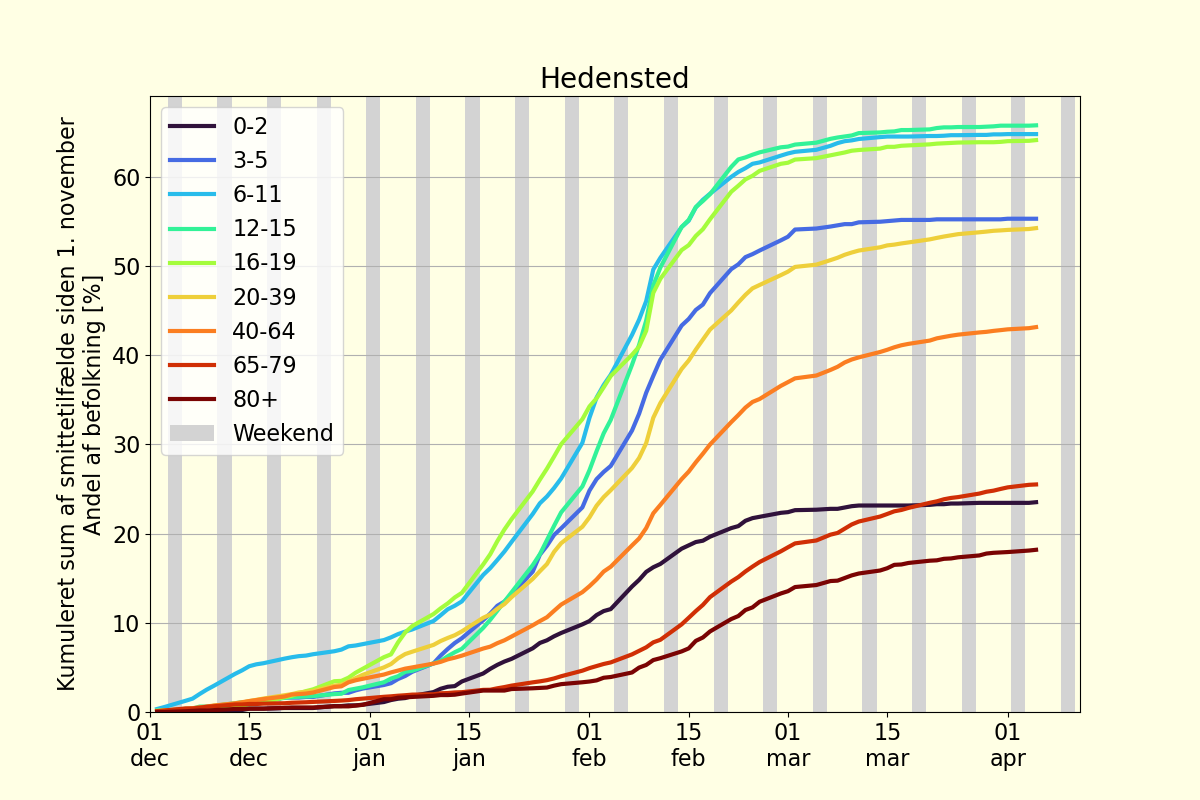 Hedensted
Kumuleret sum af smittetilfælde siden 1. november
Andel af befolkning [%]
0-2
3-5
6-11
12-15
16-19
20-39
40-64
65-79
80+
Weekend
60
50
40
30
20
10
0
01 15 01 15 01 15 01 15 01
dec dec jan jan feb feb mar mar apr